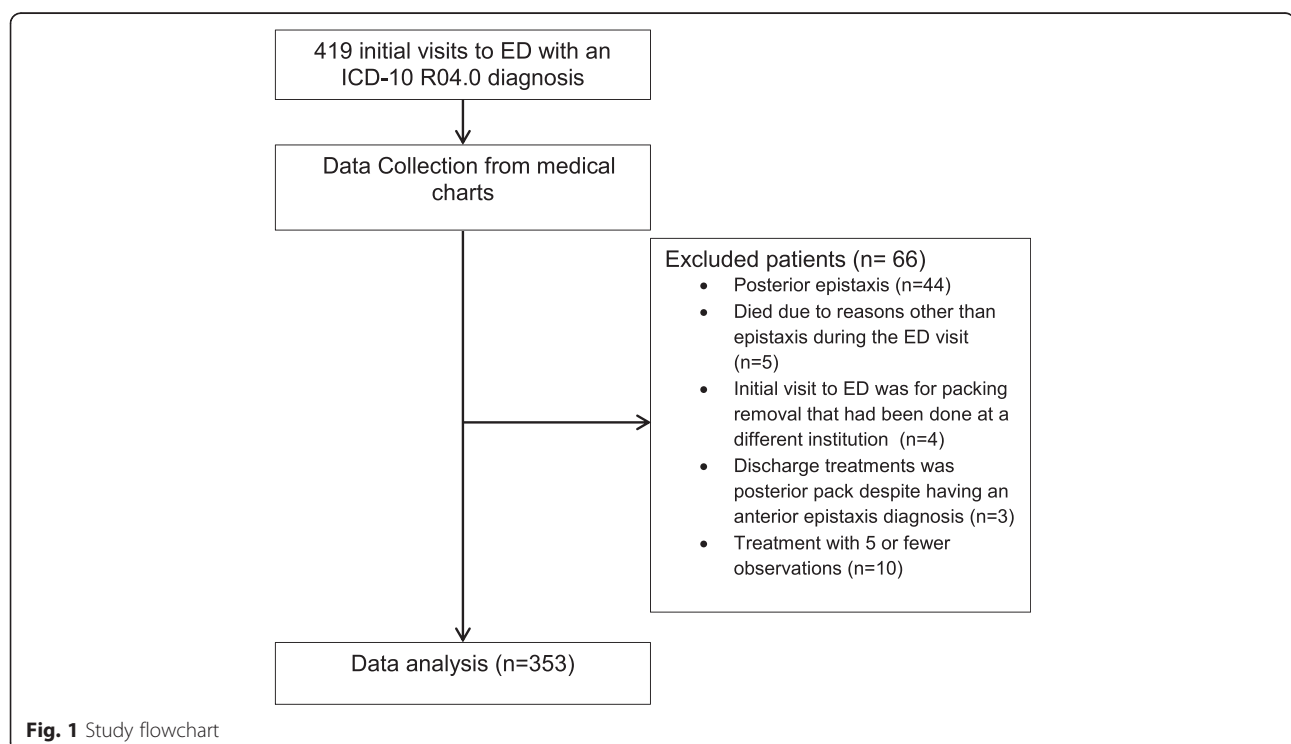 419 initial visits to ED with an
ICD-10 R04.0 diagnosis
Data Collection from medical
charts
Excluded patients (n= 66)
• Posterior epistaxis (n=44)
• Died due to reasons other than
epistaxis during the ED visit
(n=5)
• Initial visit to ED was for packing
removal that had been done at a
different institution (n=4)
• Discharge treatments was
posterior pack despite having an
anterior epistaxis diagnosis (n=3)
• Treatment with 5 or fewer
observations (n=10)
Data analysis (n=353)
Fig. 1 Study flowchart